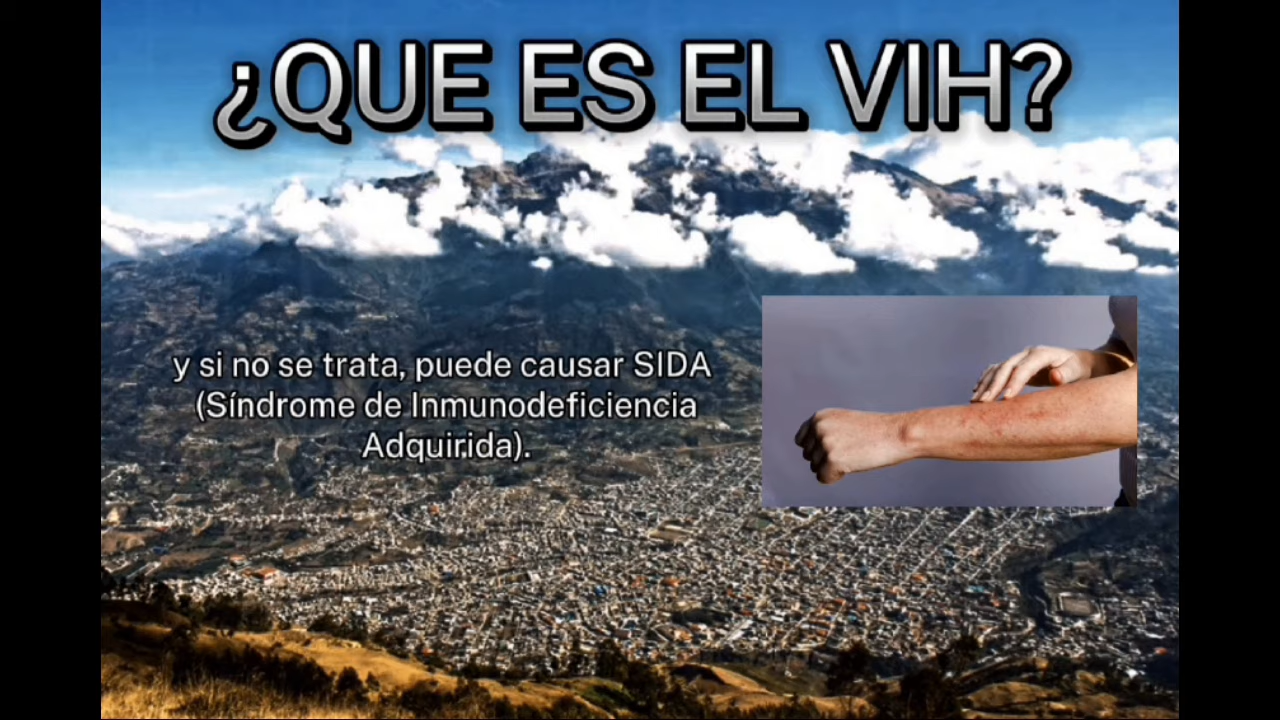 ¿QUE ES EL VIH?
y si no se trata, puede causar SIDA
(Síndrome de Inmunodeficiencia
Adquirida).